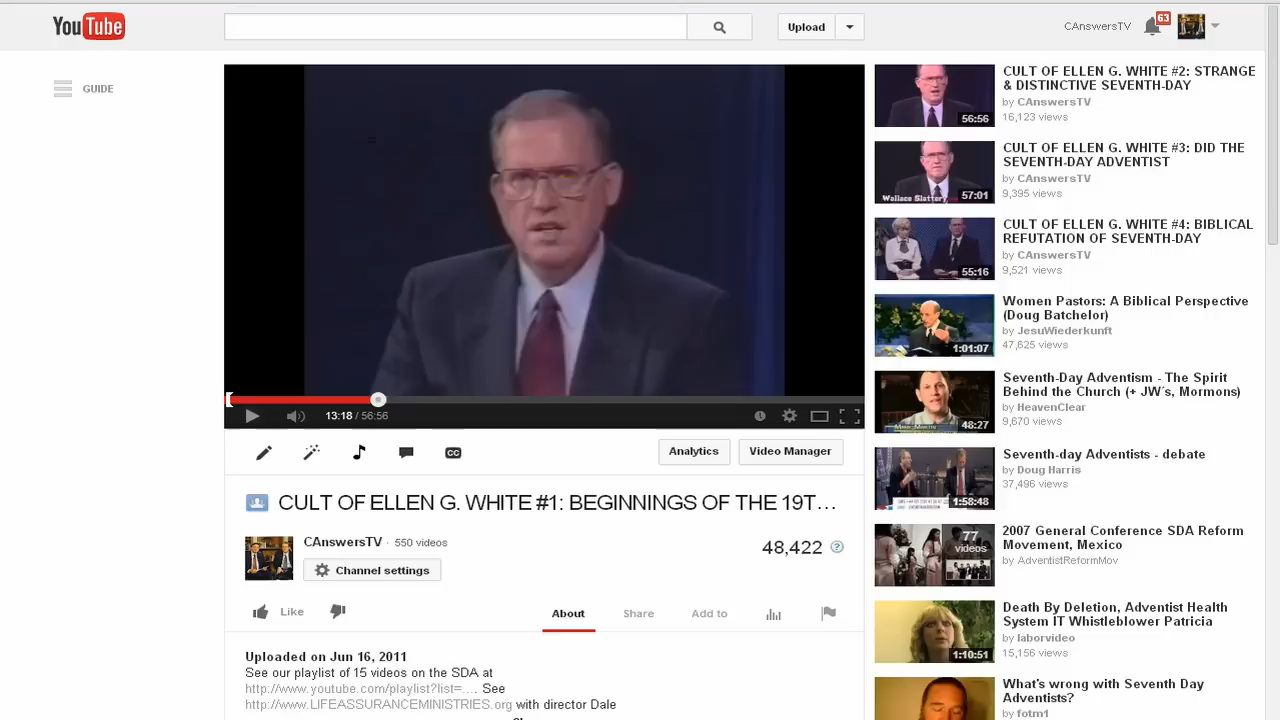 YouTube
Upload
CAnswersTV
63
GUIDE
13:18 / 56:56
CC
Analytics
Video Manager
CULT OF ELLEN G. WHITE #1: BEGINNINGS OF THE 19T...
CAnswersTV · 550 videos
48,422
Channel settings
Like
About
Share
Add to
Uploaded on Jun 16, 2011
See our playlist of 15 videos on the SDA at
http://www.youtube.com/playlist?list=.... See
http://www.LIFEASSURANCEMINISTRIES.org with director Dale
56:56
CULT OF ELLEN G. WHITE #2: STRANGE
& DISTINCTIVE SEVENTH-DAY
by CAnswersTV
16,123 views
Wallace Slattery
57:01
CULT OF ELLEN G. WHITE #3: DID THE
SEVENTH-DAY ADVENTIST
by CAnswersTV
9,395 views
55:16
CULT OF ELLEN G. WHITE #4: BIBLICAL
REFUTATION OF SEVENTH-DAY
by CAnswersTV
9,521 views
1:01:07
Women Pastors: A Biblical Perspective
(Doug Batchelor)
by JesuWiederkunft
47,825 views
48:27
Seventh-Day Adventism - The Spirit
Behind the Church (+ JW´s, Mormons)
by HeavenClear
9,670 views
1:58:48
Seventh-day Adventists - debate
by Doug Harris
37,496 views
77
videos
2007 General Conference SDA Reform
Movement, Mexico
by AdventistReformMov
1:10:51
Death By Deletion, Adventist Health
System IT Whistleblower Patricia
by laborvideo
15,156 views
What's wrong with Seventh Day
Adventists?
by fotm1